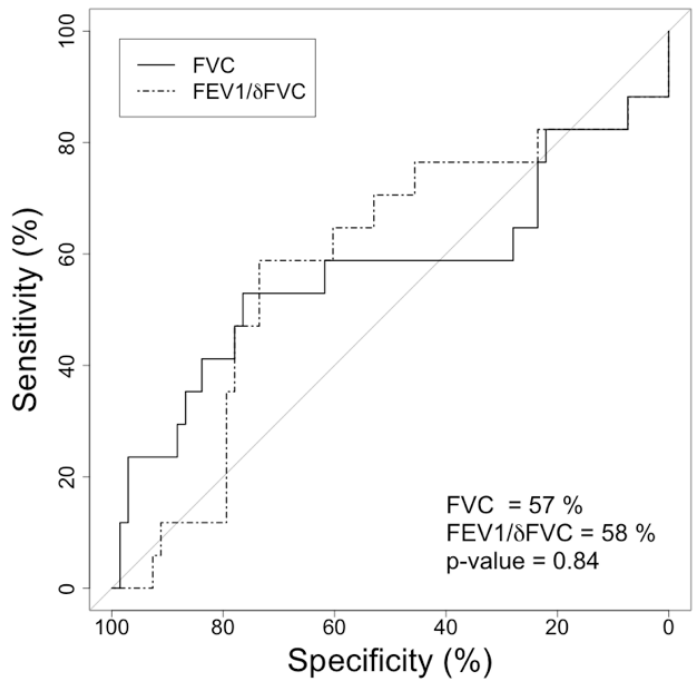 FVC
FEV1/δFVC
Sensitivity (%)
100
80
60
40
20
0
FVC = 57 %
FEV1/δFVC = 58 %
p-value = 0.84
100 80 60 40 20 0
Specificity (%)